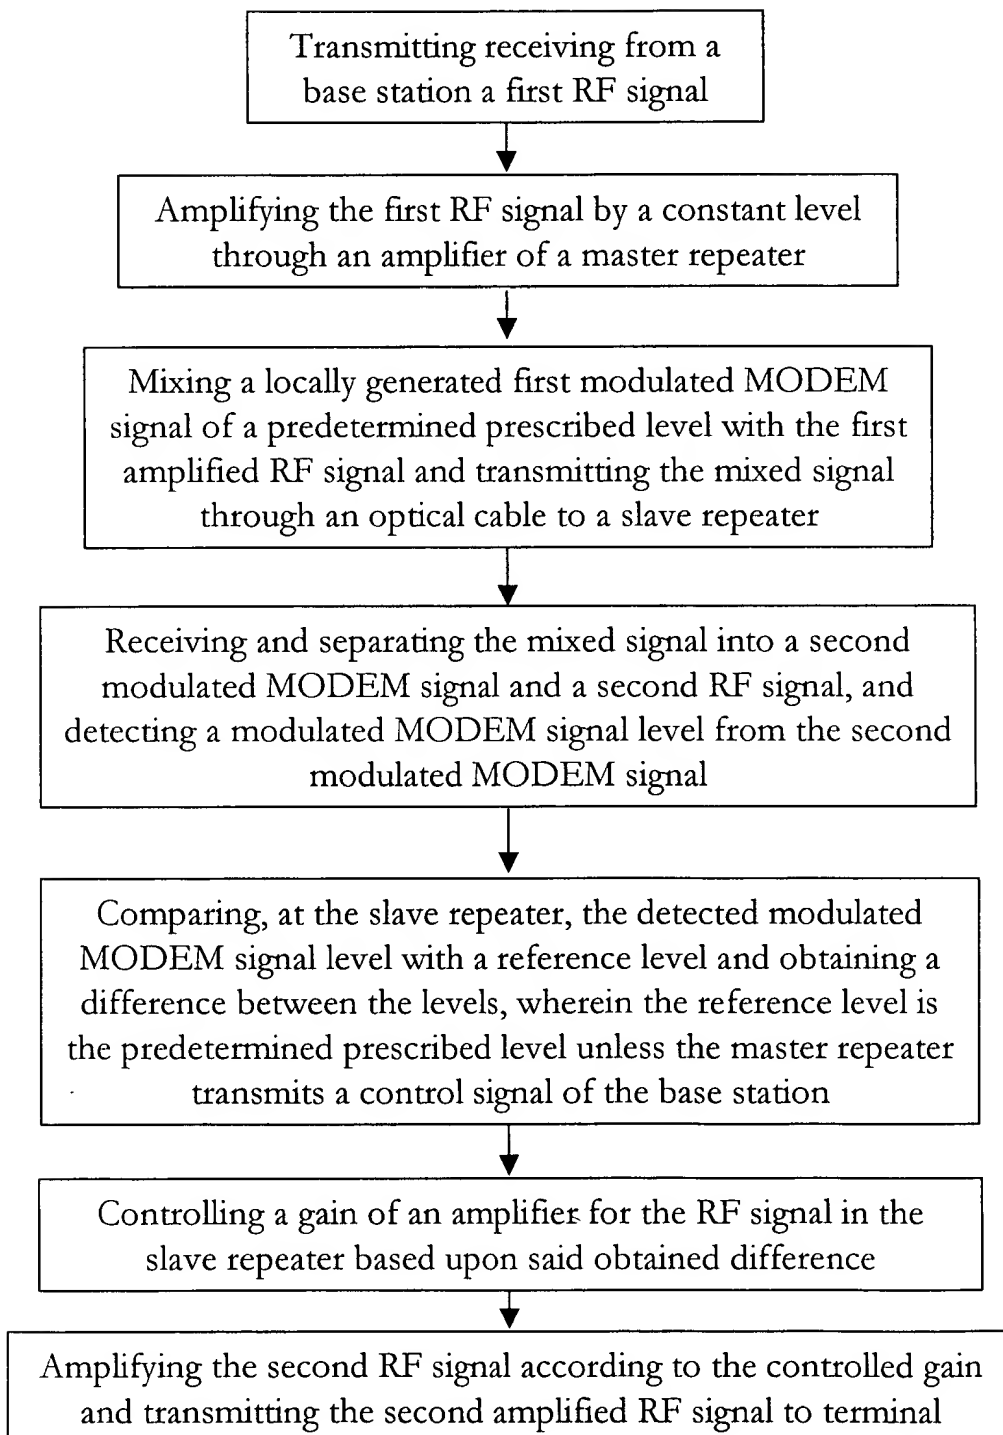 Transmitting receiving from a
base station a first RF signal
Amplifying the first RF signal by a constant level
through an amplifier of a master repeater
Mixing a locally generated first modulated MODEM
signal of a predetermined prescribed level with the first
amplified RF signal and transmitting the mixed signal
through an optical cable to a slave repeater
Receiving and separating the mixed signal into a second
modulated MODEM signal and a second RF signal, and
detecting a modulated MODEM signal level from the second
modulated MODEM signal
Comparing, at the slave repeater, the detected modulated
MODEM signal level with a reference level and obtaining a
difference between the levels, wherein the reference level is
the predetermined prescribed level unless the master repeater
transmits a control signal of the base station
Controlling a gain of an amplifier for the RF signal in the
slave repeater based upon said obtained difference
Amplifying the second RF signal according to the controlled gain
and transmitting the second amplified RF signal to terminal